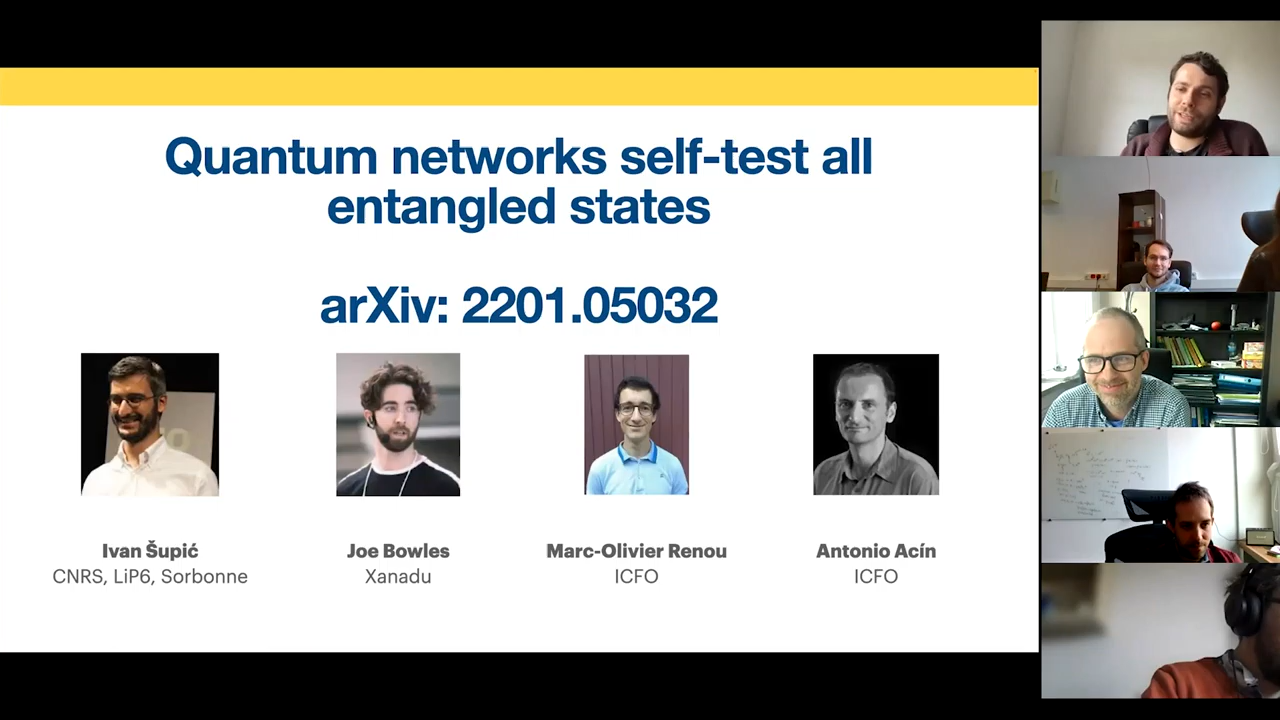 Quantum networks self-test all
entangled states
arXiv: 2201.05032
Ivan Šupić
CNRS, LiP6, Sorbonne
Joe Bowles
Xanadu
Marc-Olivier Renou
ICFO
Antonio Acín
ICFO